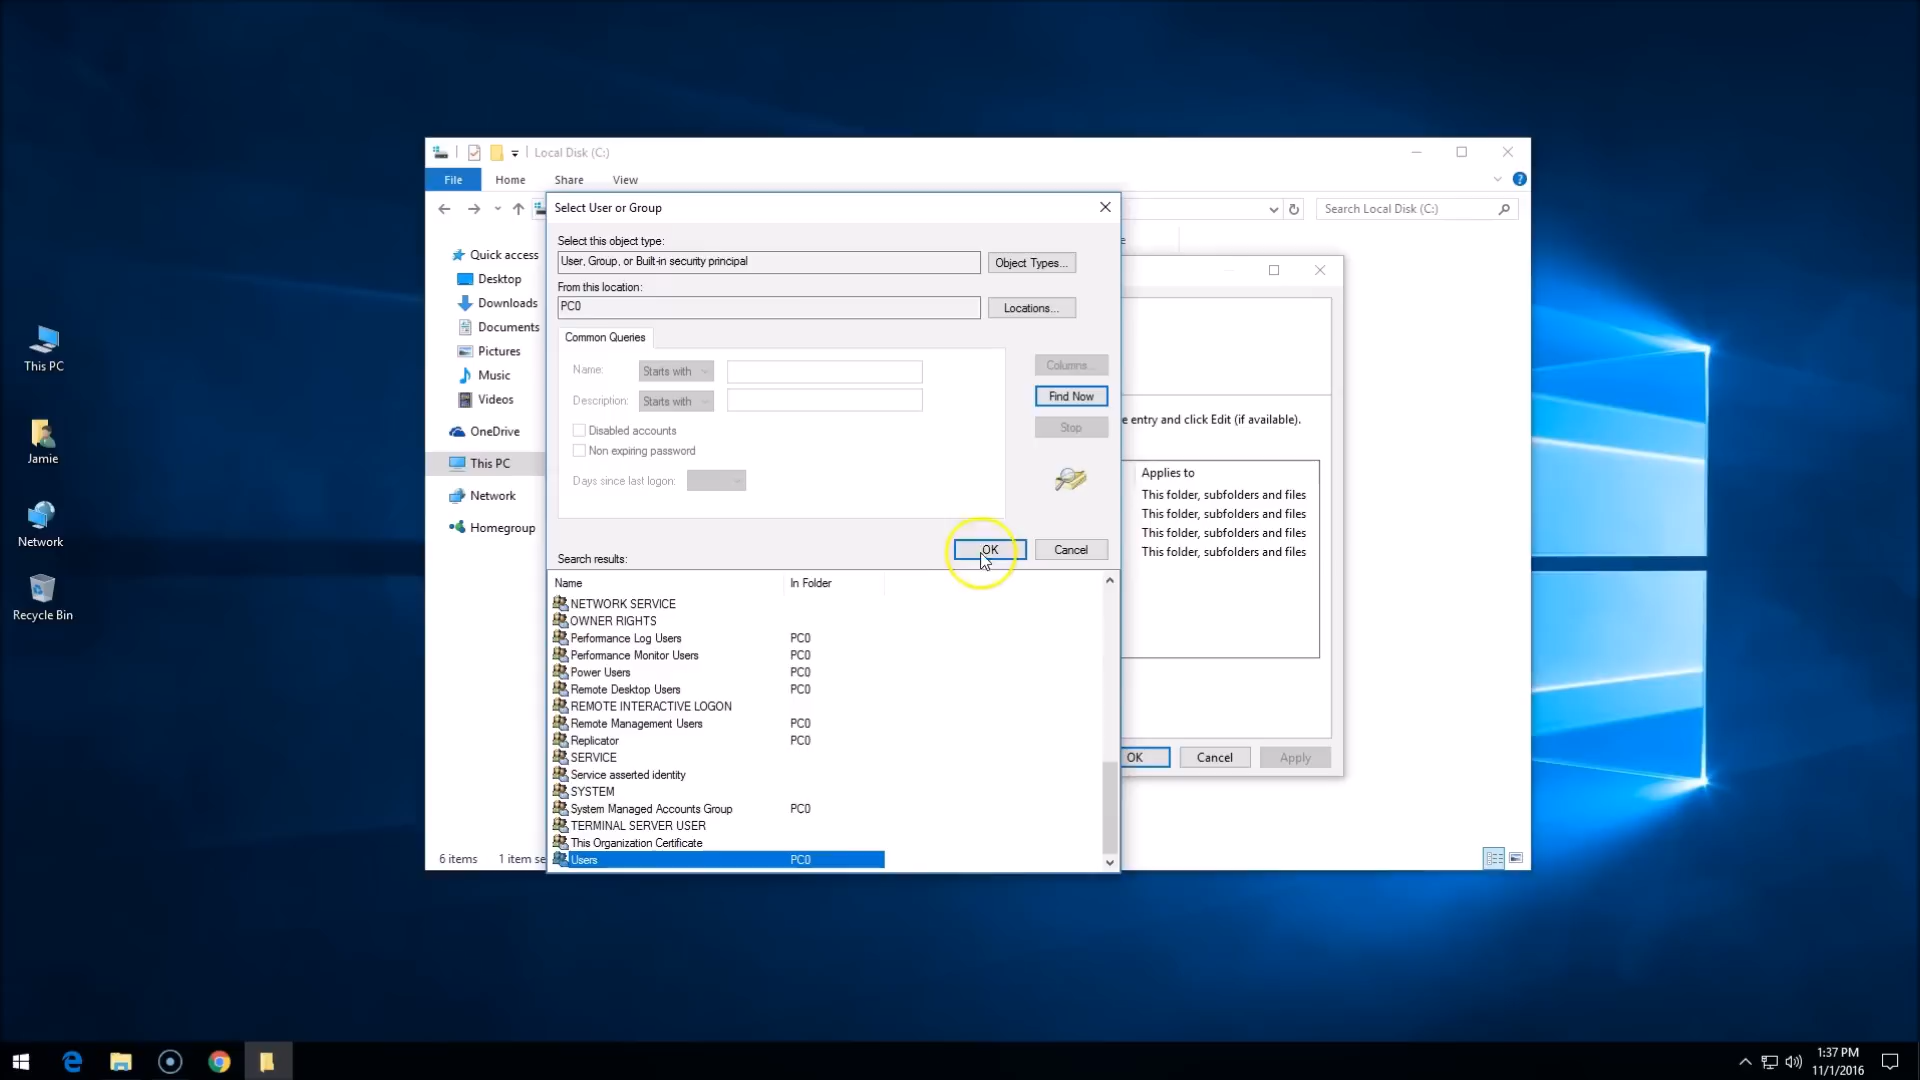 Local Disk (C:)
File
Home
Share
View
Search Local Disk (C:)
This PC
Jamie
Network
Recycle Bin
Quick access
Desktop
Downloads
Documents
Pictures
Music
Videos
OneDrive
This PC
Network
Homegroup
6 items
Select User or Group
Select this object type:
User, Group, or Built-in security principal
Object Types...
From this location:
PC0
Locations...
Common Queries
Name:
Starts with
Description:
Starts with
Disabled accounts
Non expiring password
Days since last logon:
Columns...
Find Now
Stop
OK
Cancel
Search results:
Name In Folder
NETWORK SERVICE
OWNER RIGHTS
Performance Log Users PC0
Performance Monitor Users PC0
Power Users PC0
Remote Desktop Users PC0
REMOTE INTERACTIVE LOGON
Remote Management Users PC0
Replicator PC0
SERVICE
Service asserted identity
SYSTEM
System Managed Accounts Group PC0
TERMINAL SERVER USER
This Organization Certificate
Users PC0
1 item se
entry and click Edit (if available).
Applies to
This folder, subfolders and files
This folder, subfolders and files
This folder, subfolders and files
This folder, subfolders and files
OK
Cancel
Apply
1:37 PM
11/1/2016